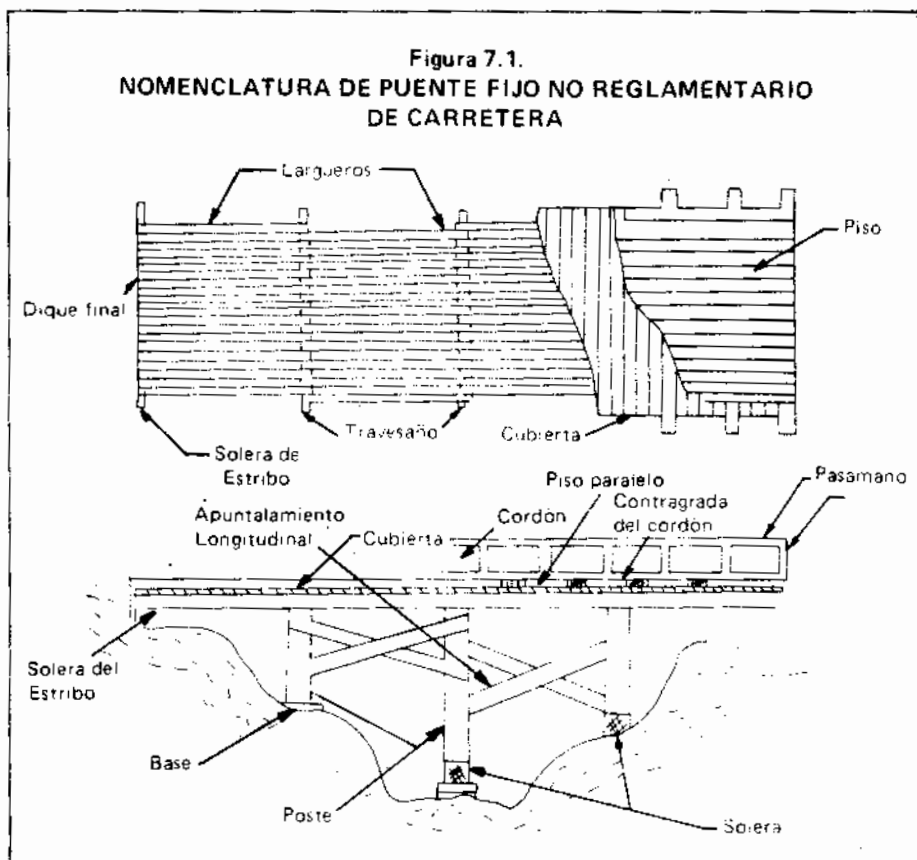 Figura 7.1.
NOMENCLATURA DE PUENTE FIJO NO REGLAMENTARIO
DE CARRETERA
Largueros
Piso
Dique final
Travesaño
Cubierta
Solera de
Estribo
Piso paralelo
Pasamano
Apuntalamiento
Longitudinal
Cordón
Contragrada
del cordón
Cubierta
Solera del
Estribo
Base
Poste
Solera